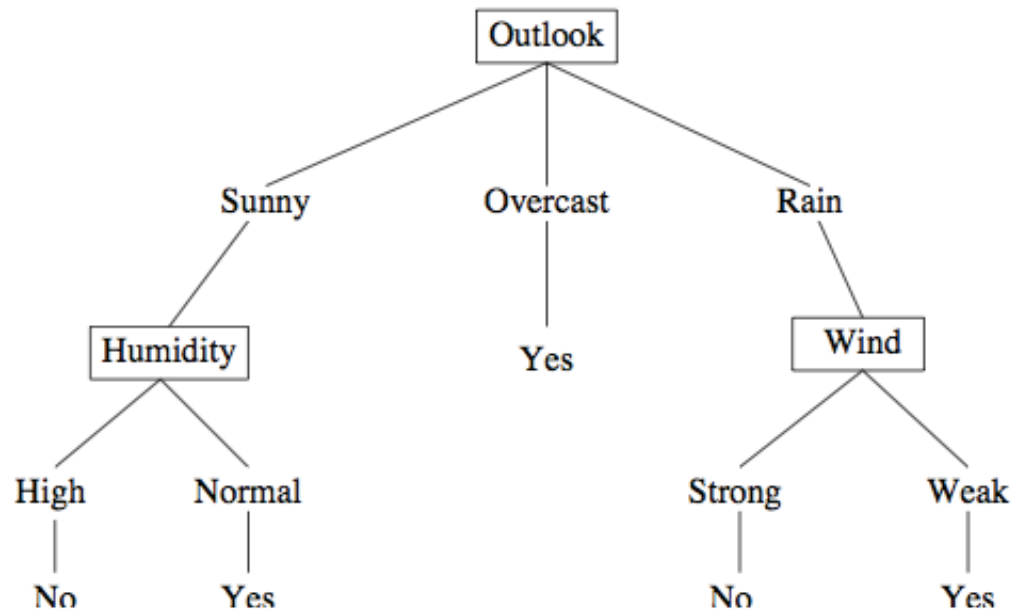 Outlook
Sunny Overcast Rain
Humidity Yes Wind
High Normal Strong Weak
No Yes No Yes